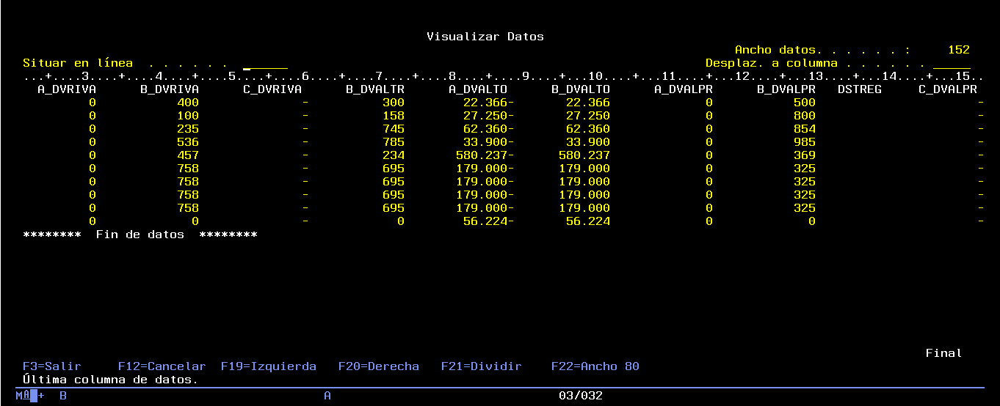 Visualizar Datos
Ancho datos. . . . . . :     152
Situar en línea  . . . . . .  ______     Desplaz. a columna . . . . . . _____
...+....3....+....4....+....5....+....6....+....7....+....8....+....9....+...10....+...11....+...12....+...13....+...14....+...15..
A_DVRIVA      B_DVRIVA      C_DVRIVA      B_DVALTR      A_DVALTO      B_DVALTO      A_DVALPR      B_DVALPR   DSTREG     C_DVALPR
0           400              -          300       22.366-       22.366             0           500                      -
0           100              -          158       27.250-       27.250             0           800                      -
0           235              -          745       62.360-       62.360             0           854                      -
0           536              -          785       33.900-       33.900             0           985                      -
0           457              -          234      580.237-      580.237             0           369                      -
0           758              -          695      179.000-      179.000             0           325                      -
0           758              -          695      179.000-      179.000             0           325                      -
0           758              -          695      179.000-      179.000             0           325                      -
0           758              -          695      179.000-      179.000             0           325                      -
0             0              -            0       56.224-       56.224             0             0                      -
********  Fin de datos  ********
Final
F3=Salir     F12=Cancelar  F19=Izquierda   F20=Derecha   F21=Dividir    F22=Ancho 80
Última columna de datos.
MA +  B     A     03/032